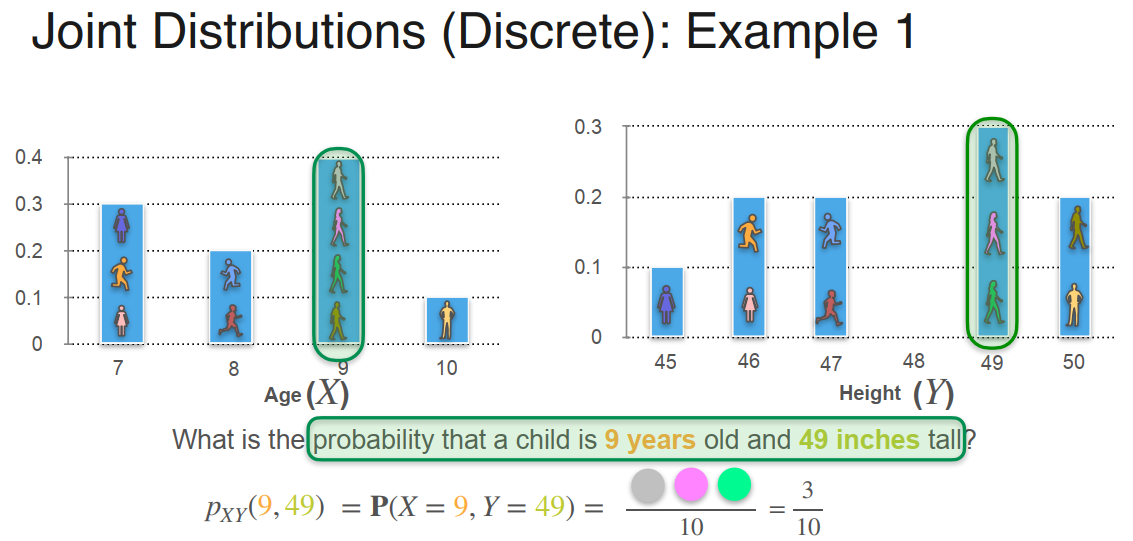 Joint Distributions (Discrete): Example 1
0.4
0.3
0.2
0.1
0
7 8 9 10
Age (X)
0.3
0.2
0.1
0
45 46 47 48 49 50
Height (Y)
What is the probability that a child is 9 years old and 49 inches tall?
p_{XY}(9, 49) = P(X = 9, Y = 49) = \frac{}{10} = \frac{3}{10}